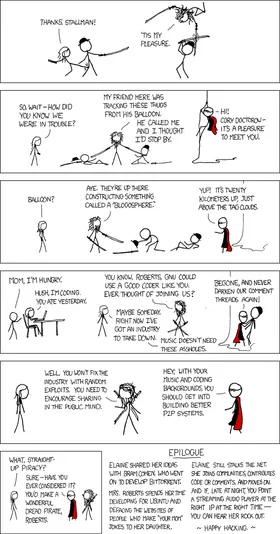 THANKS, STALLMAN!
'TIS MY
PLEASURE.
SO, WAIT—HOW DID
YOU KNOW WE
WERE IN TROUBLE?
MY FRIEND HERE WAS
TRACKING THESE THUGS
FROM HIS BALLOON.
HE CALLED ME
AND I THOUGHT
I'D STOP BY.
HI!
CORY DOCTOROW—
IT'S A PLEASURE
TO MEET YOU.
BALLOON?
AYE. THEY'RE UP THERE
CONSTRUCTING SOMETHING
CALLED A "BLOGOSPHERE".
YUP! IT'S TWENTY
KILOMETERS UP,
JUST ABOVE THE TAG CLOUDS.
MOM, I'M HUNGRY.
HUSH, I'M CODING.
YOU ATE YESTERDAY.
YOU KNOW, ROBERTS, GNU COULD
USE A GOOD CODER LIKE YOU.
EVER THOUGHT OF JOINING US?
MAYBE SOMEDAY.
RIGHT NOW I'VE
GOT AN INDUSTRY
TO TAKE DOWN.
MUSIC DOESN'T NEED
THESE ASSHOLES.
BEGONE, AND NEVER
DARKEN OUR COMMENT
THREADS AGAIN!
WELL, YOU WON'T FIX THE
INDUSTRY WITH RANDOM
EXPLOITS. YOU NEED TO
ENCOURAGE SHARING
IN THE PUBLIC MIND.
HEY, WITH YOUR
MUSIC AND CODING
BACKGROUNDS, YOU
SHOULD GET INTO
BUILDING BETTER
P2P SYSTEMS.
WHAT, STRAIGHT-
UP PIRACY?
SURE—HAVE YOU
EVER CONSIDERED IT?
YOU'D MAKE A
WONDERFUL
DREAD PIRATE,
ROBERTS.
EPILOGUE
ELAINE SHARED HER IDEAS
WITH BRAM COHEN, WHO WENT
ON TO DEVELOP BITTORRENT.
MRS. ROBERTS SPENDS HER TIME
DEVELOPING FOR UBUNTU AND
DEFACING THE WEBSITES OF
PEOPLE WHO MAKE "YOUR MOM"
JOKES TO HER DAUGHTER.
ELAINE STILL STALKS THE NET.
SHE JOINS COMMUNITIES, CONTRIBUTES
CODE OR COMMENTS, AND MOVES ON.
AND IF, LATE AT NIGHT, YOU POINT
A STREAMING AUDIO PLAYER AT THE
RIGHT IP AT THE RIGHT TIME—
YOU CAN HEAR HER ROCK OUT.
~ HAPPY HACKING. ~